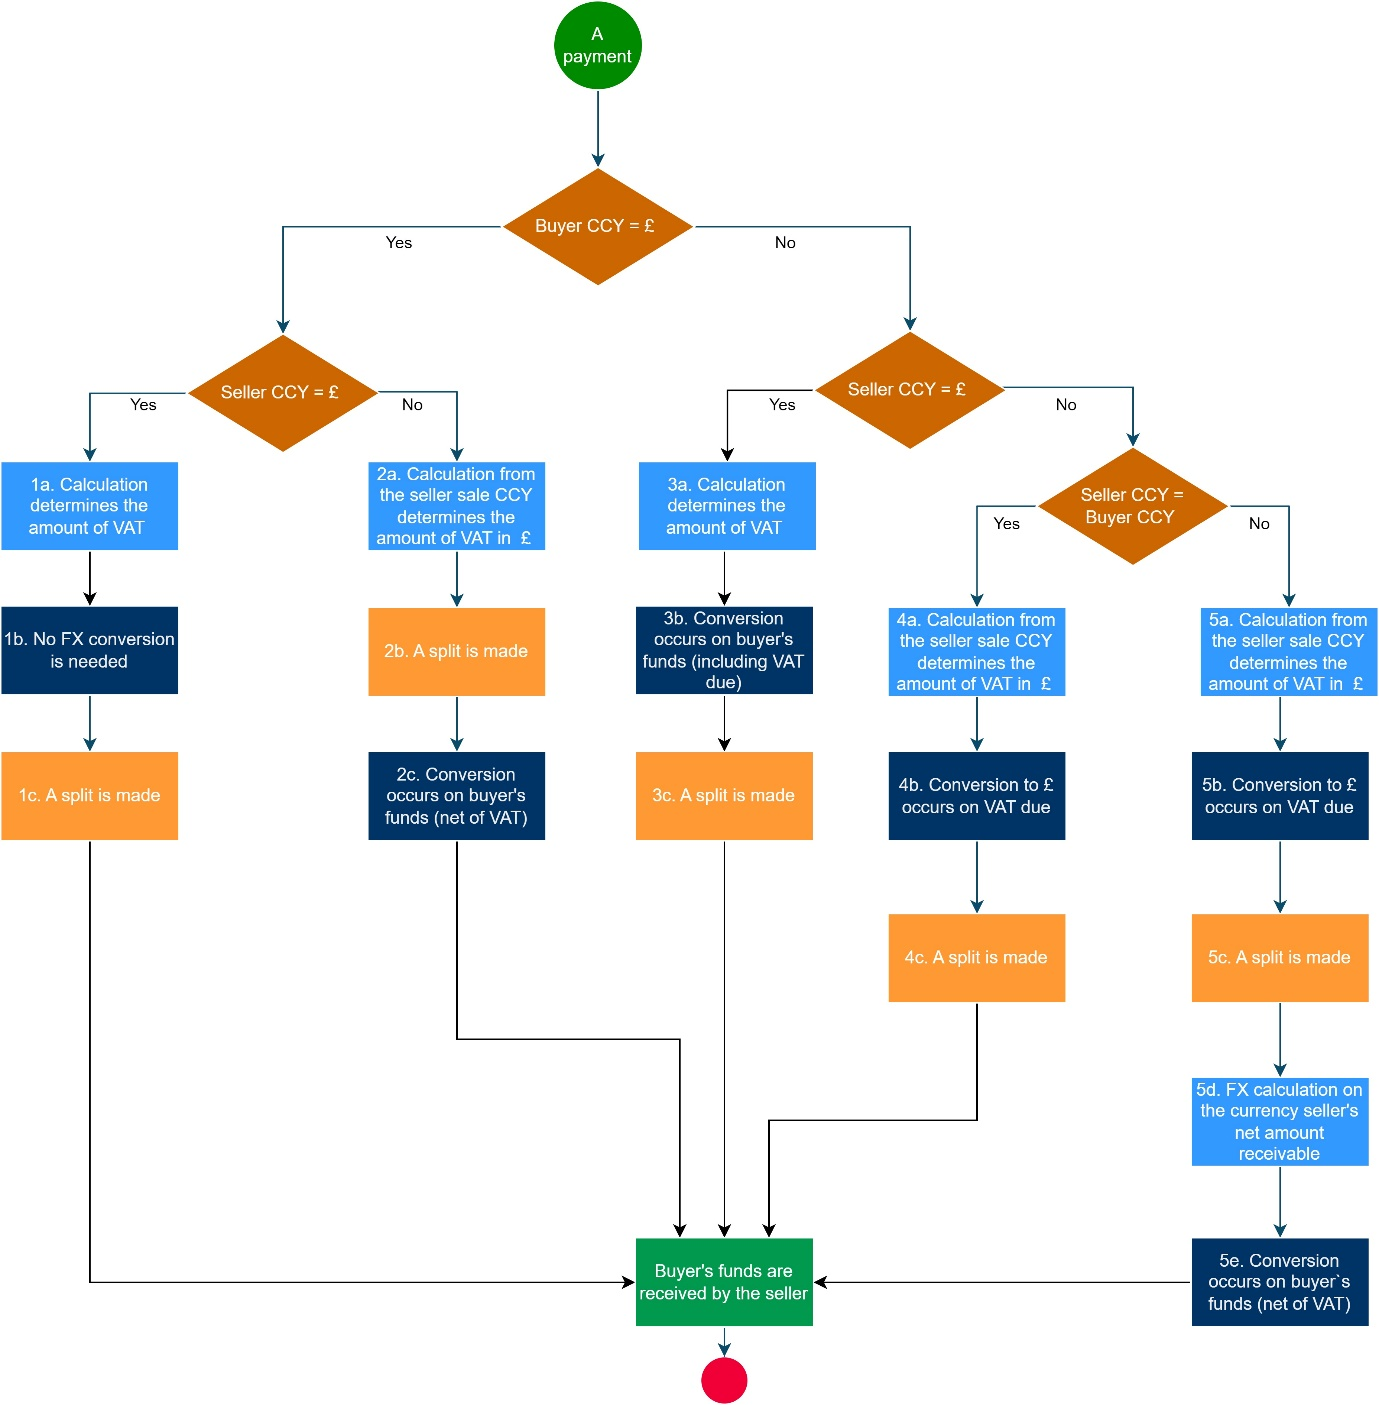 A
payment
Buyer CCY = £
Yes
No
Seller CCY = £
Seller CCY = £
Yes
No
Yes
No
1a. Calculation
determines the
amount of VAT
2a. Calculation from
the seller sale CCY
determines the
amount of VAT in £
3a. Calculation
determines the
amount of VAT
Seller CCY =
Buyer CCY
Yes
No
1b. No FX conversion
is needed
2b. A split is made
3b. Conversion
occurs on buyer's
funds (including VAT
due)
4a. Calculation from
the seller sale CCY
determines the
amount of VAT in £
5a. Calculation from
the seller sale CCY
determines the
amount of VAT in £
1c. A split is made
2c. Conversion
occurs on buyer's
funds (net of VAT)
3c. A split is made
4b. Conversion to £
occurs on VAT due
5b. Conversion to £
occurs on VAT due
4c. A split is made
5c. A split is made
5d. FX calculation on
the currency seller's
net amount
receivable
Buyer's funds are
received by the seller
5e. Conversion
occurs on buyer`s
funds (net of VAT)